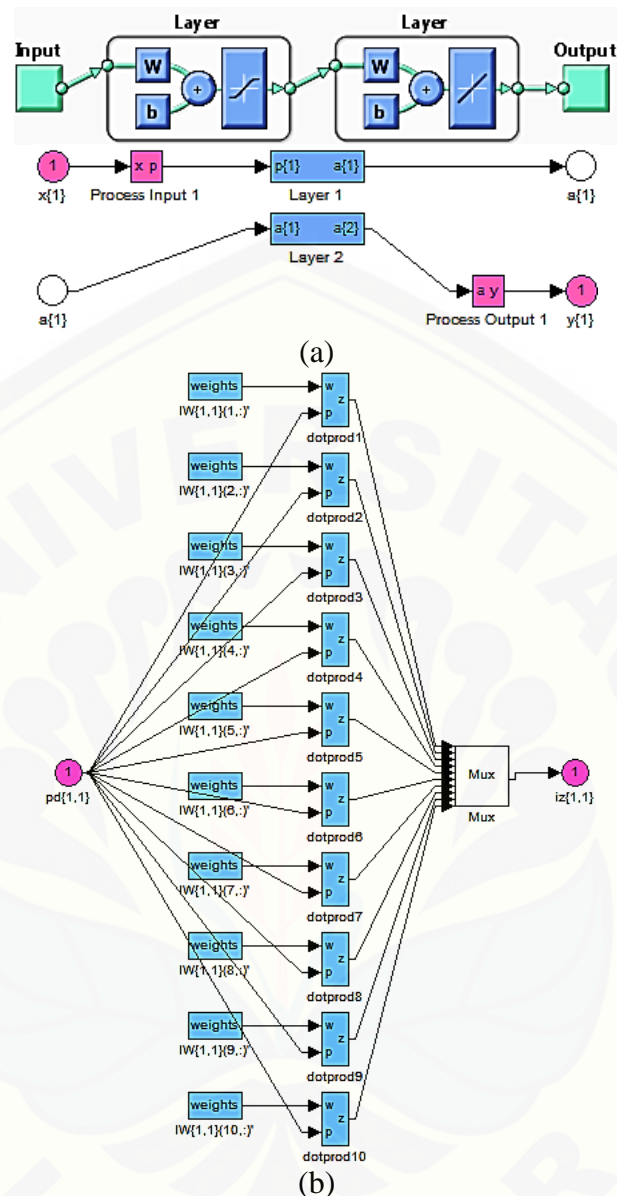 Layer Layer
Input Output
W W
+ +
b b
1 x p p{1} a{1}
x{1} Process Input 1 Layer 1 a{1}
a{1} a{2}
Layer 2
a y 1
a{1} Process Output 1 y{1}
(a)
weights w z p
IW{1,1}(1,:)' dotprod1
weights w z p
IW{1,1}(2,:)' dotprod2
weights w z p
IW{1,1}(3,:)' dotprod3
weights w z p
IW{1,1}(4,:)' dotprod4
weights w z p
IW{1,1}(5,:)' dotprod5
1 Mux 1
pd{1,1} Mux iz{1,1}
weights w z p
IW{1,1}(6,:)' dotprod6
weights w z p
IW{1,1}(7,:)' dotprod7
weights w z p
IW{1,1}(8,:)' dotprod8
weights w z p
IW{1,1}(9,:)' dotprod9
weights w z p
IW{1,1}(10,:)' dotprod10
(b)
UNIVERSITAS